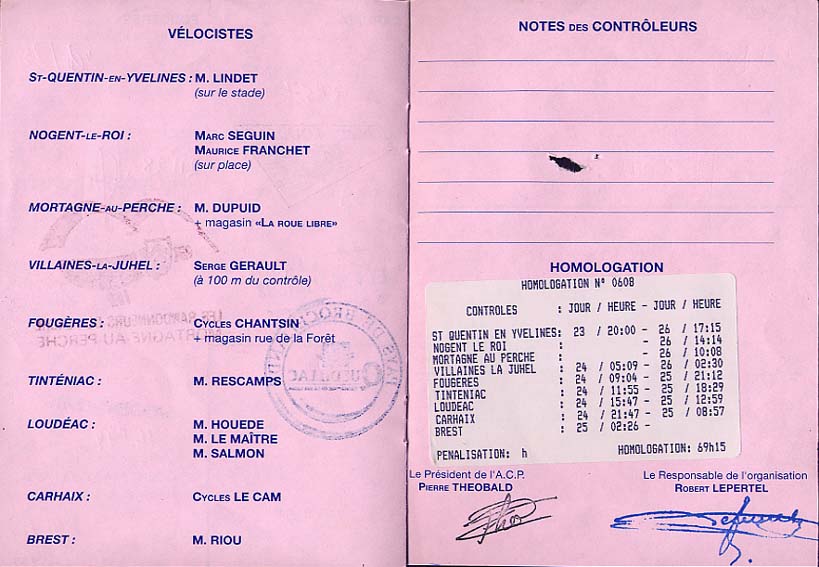 VÉLOCISTES
ST-QUENTIN-EN-YVELINES : M. LINDET
(sur le stade)
NOGENT-LE-ROI : MARC SEGUIN
MAURICE FRANCHET
(sur place)
MORTAGNE-AU-PERCHE : M. DUPUID
+ magasin «LA ROUE LIBRE»
VILLAINES-LA-JUHEL : SERGE GERAULT
(à 100 m du contrôle)
FOUGÈRES : CYCLES CHANTSIN
+ magasin rue de la Forêt
TINTÉNIAC : M. RESCAMPS
LOUDÉAC : M. HOUEDE
M. LE MAÎTRE
M. SALMON
CARHAIX : CYCLES LE CAM
BREST : M. RIOU
LES RANDONNEURS
MORTAGNE AU PERCHE
LOUDÉAC
NOTES DES CONTRÔLEURS
HOMOLOGATION
HOMOLOGATION N° 0608
CONTROLES : JOUR / HEURE - JOUR / HEURE
ST QUENTIN EN YVELINES: 23 / 20:00 - 26 / 17:15
NOGENT LE ROI : - 26 / 14:14
MORTAGNE AU PERCHE : - 26 / 10:08
VILLAINES LA JUHEL : 24 / 05:09 - 26 / 02:30
FOUGERES : 24 / 09:04 - 25 / 21:12
TINTENIAC : 24 / 11:55 - 25 / 18:29
LOUDEAC : 24 / 15:47 - 25 / 12:59
CARHAIX : 24 / 21:47 - 25 / 08:57
BREST : 25 / 02:26 -
PENALISATION: h HOMOLOGATION: 69h15
Le Président de l'A.C.P.
PIERRE THEOBALD
Le Responsable de l'organisation
ROBERT LEPERTEL